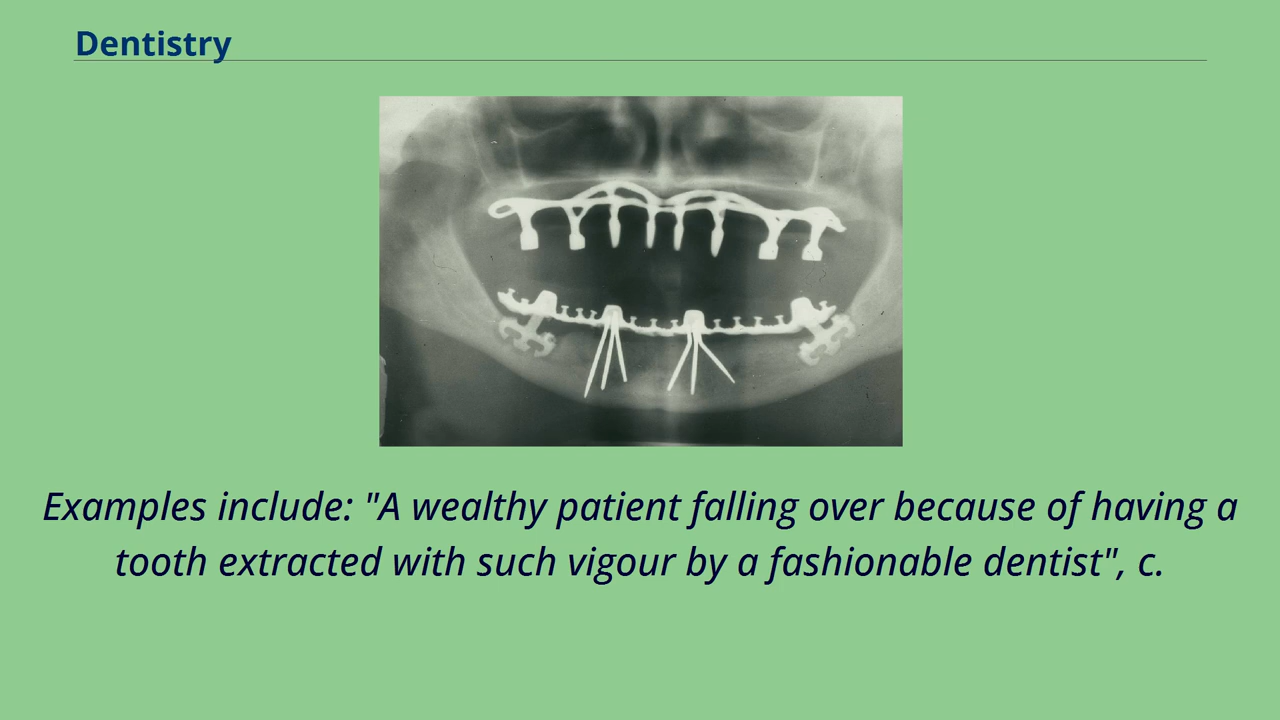 Dentistry
Examples include: "A wealthy patient falling over because of having a
tooth extracted with such vigour by a fashionable dentist", c.